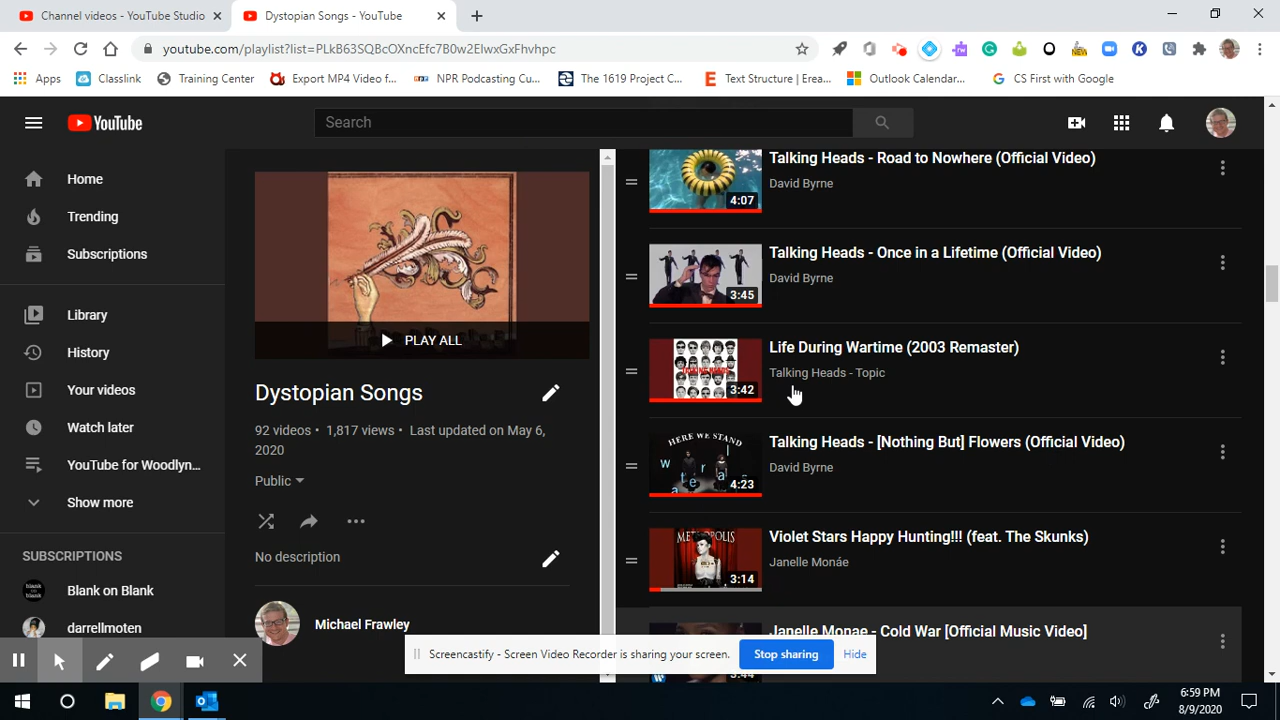 Channel videos - YouTube Studio
Dystopian Songs - YouTube
youtube.com/playlist?list=PLkB63SQBcOXncEfc7B0w2ElwxGxFhvhpc
Apps
Classlink
Training Center
Export MP4 Video f...
NPR Podcasting Cu...
The 1619 Project C...
Text Structure | Erea...
Outlook Calendar...
CS First with Google
YouTube
Search
Home
Trending
Subscriptions
Library
History
Your videos
Watch later
YouTube for Woodlyn...
Show more
SUBSCRIPTIONS
Blank on Blank
darrellmoten
PLAY ALL
Dystopian Songs
92 videos • 1,817 views • Last updated on May 6,
2020
Public
No description
Michael Frawley
Talking Heads - Road to Nowhere (Official Video)
David Byrne
4:07
Talking Heads - Once in a Lifetime (Official Video)
David Byrne
3:45
Life During Wartime (2003 Remaster)
Talking Heads - Topic
3:42
Talking Heads - [Nothing But] Flowers (Official Video)
David Byrne
HERE WE STAND
4:23
Violet Stars Happy Hunting!!! (feat. The Skunks)
Janelle Monáe
METROPOLIS
3:14
Janelle Monae - Cold War [Official Music Video]
3:44
Screencastify - Screen Video Recorder is sharing your screen.
Stop sharing
Hide
6:59 PM
8/9/2020